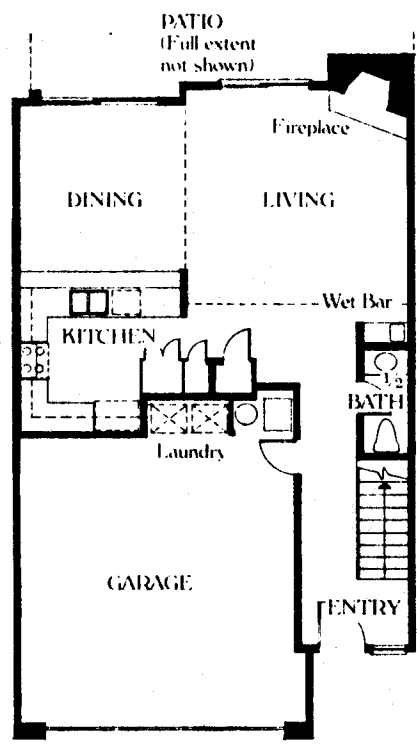 PATIO
(Full extent
not shown)
Fireplace
DINING
LIVING
Wet Bar
KITCHEN
1/2
BATH
Laundry
GARAGE
ENTRY